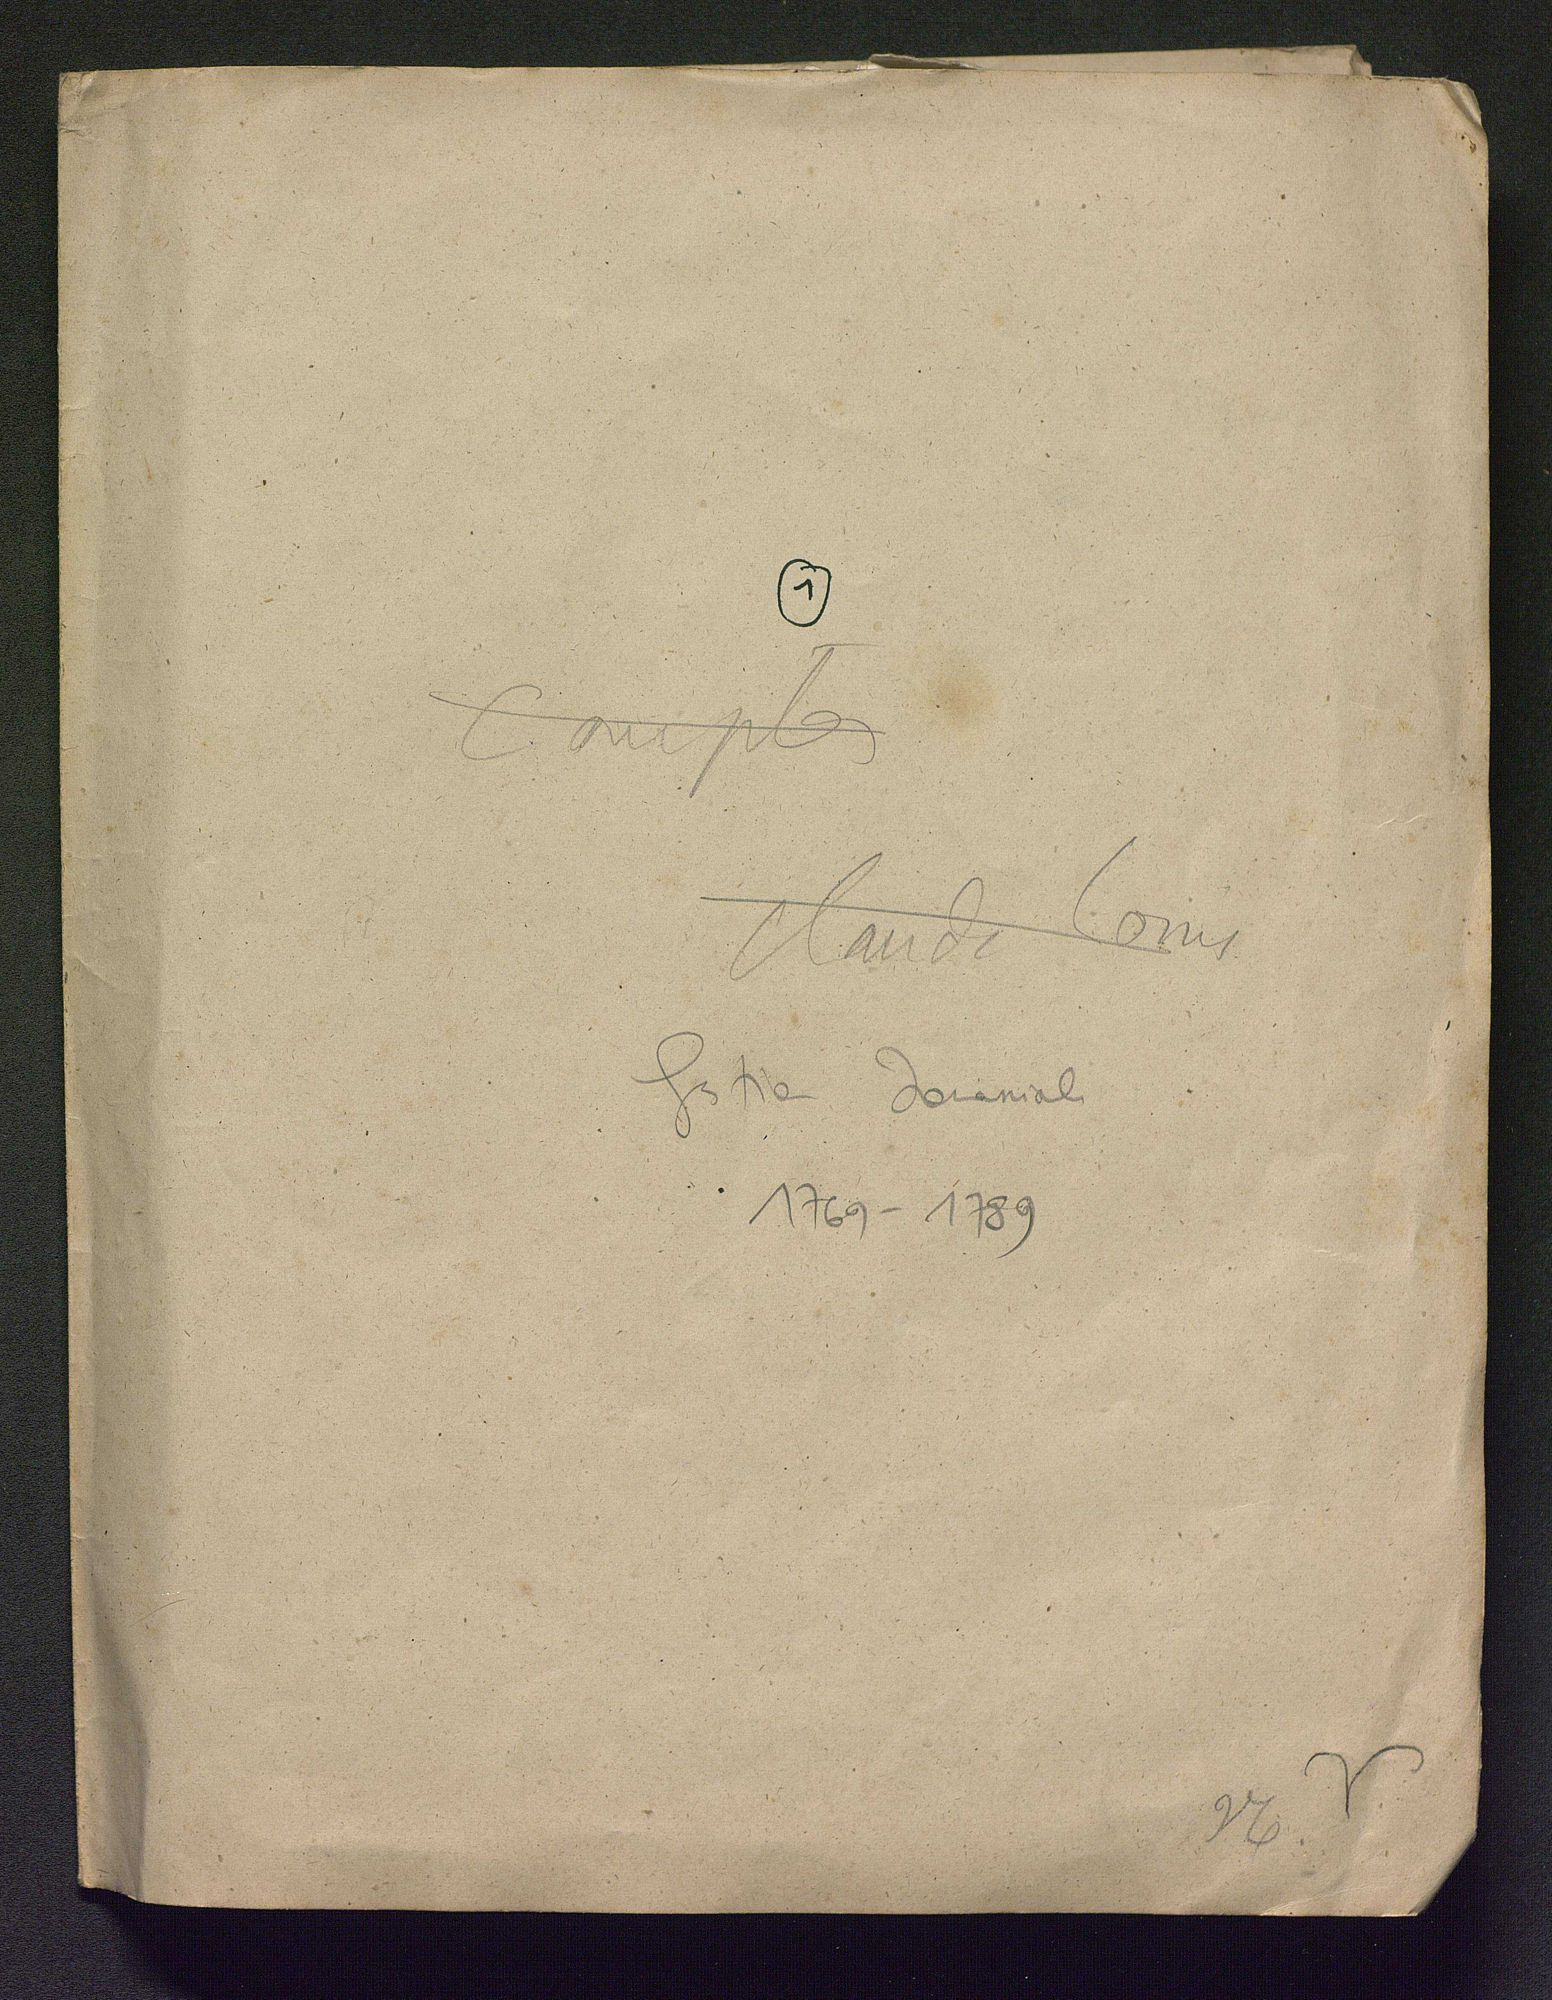 1
Comptes
Claude Louis
Gestion Domaniale
1769 - 1789